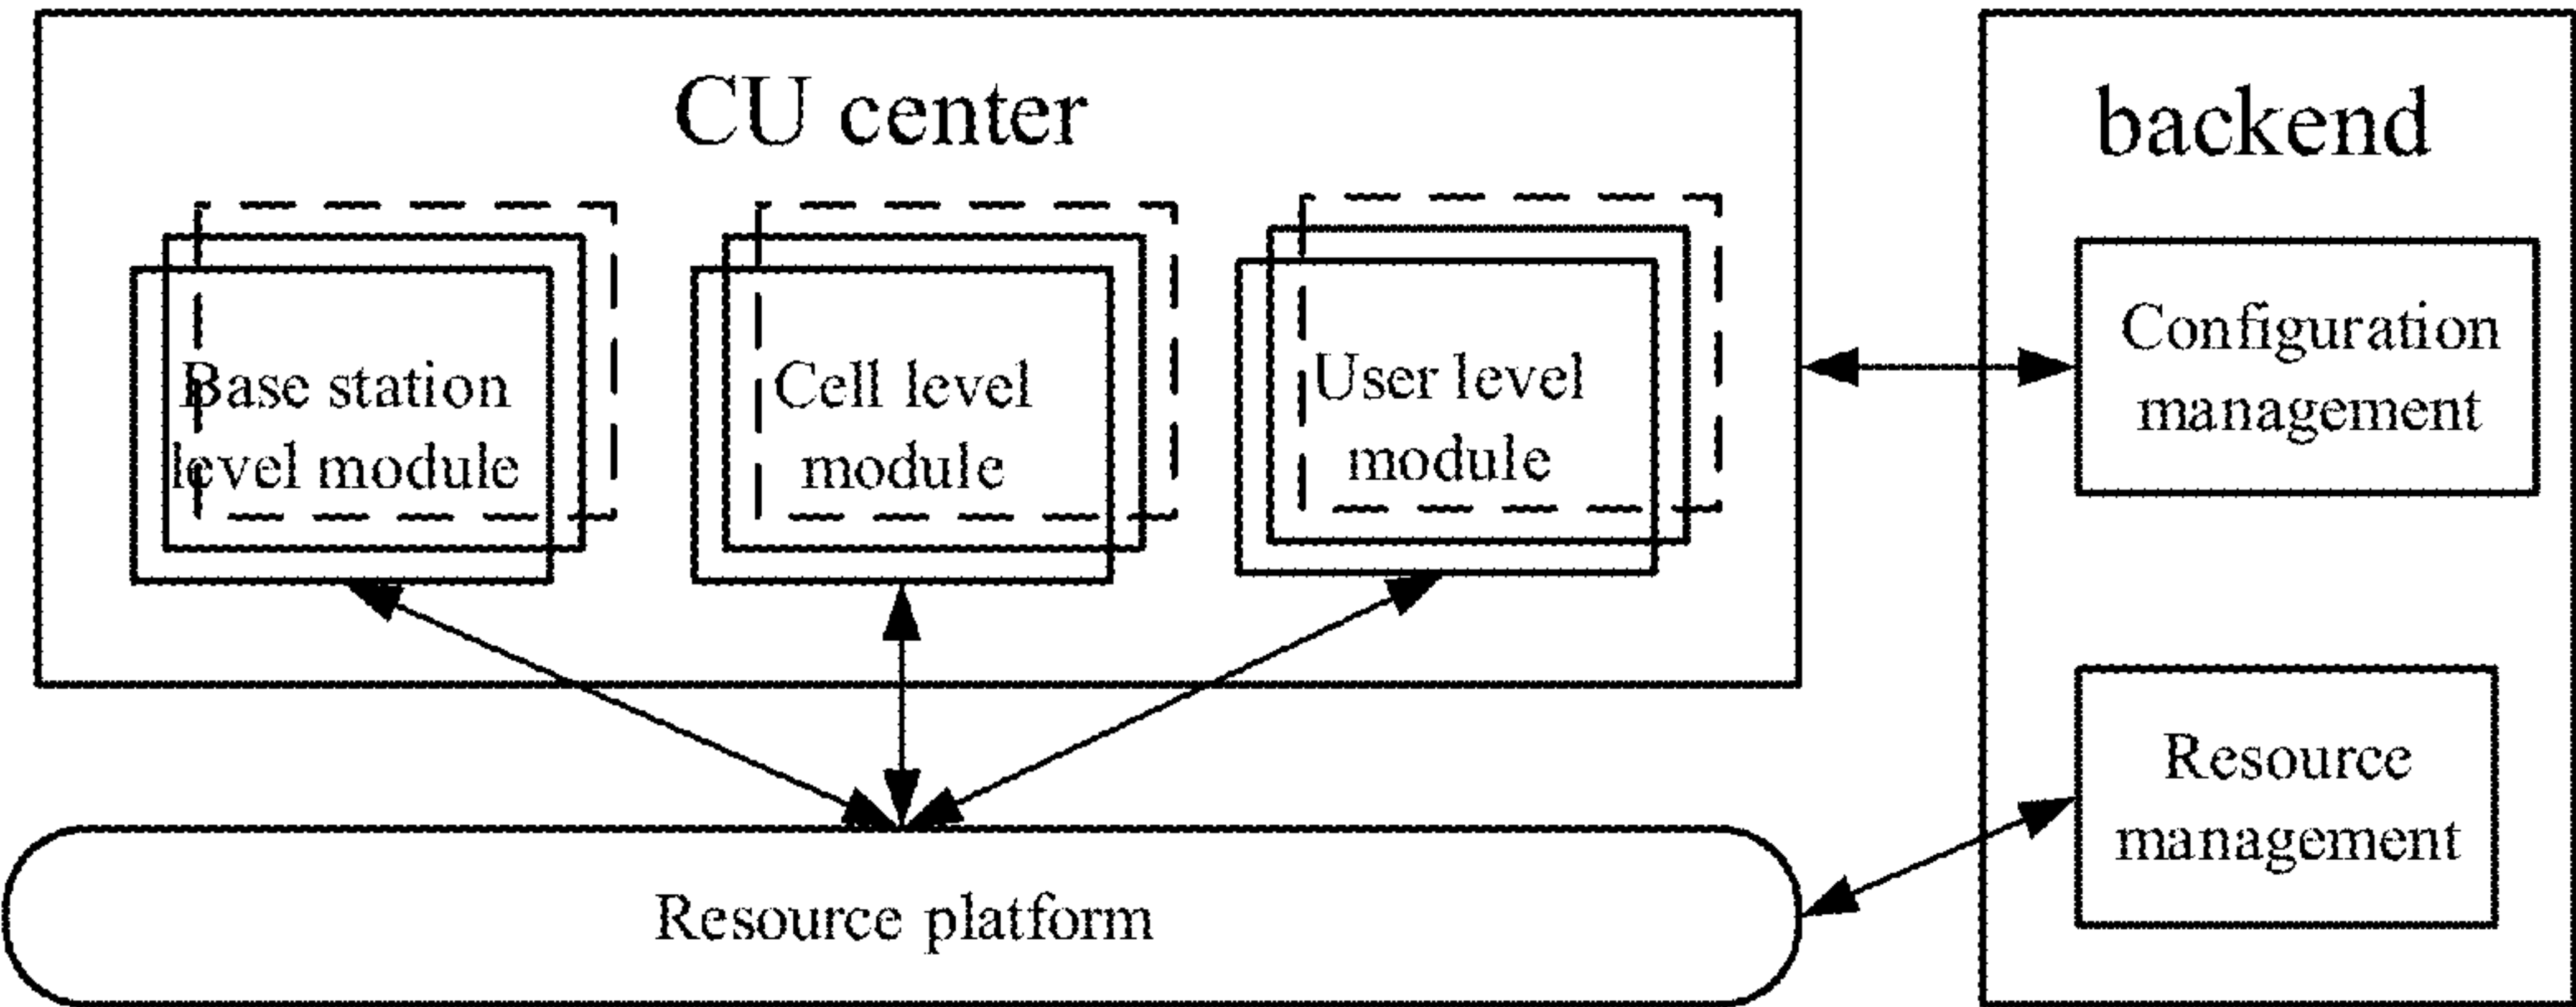 CU center
backend
Base station
level module
Cell level
module
User level
module
Configuration
management
Resource
management
Resource platform